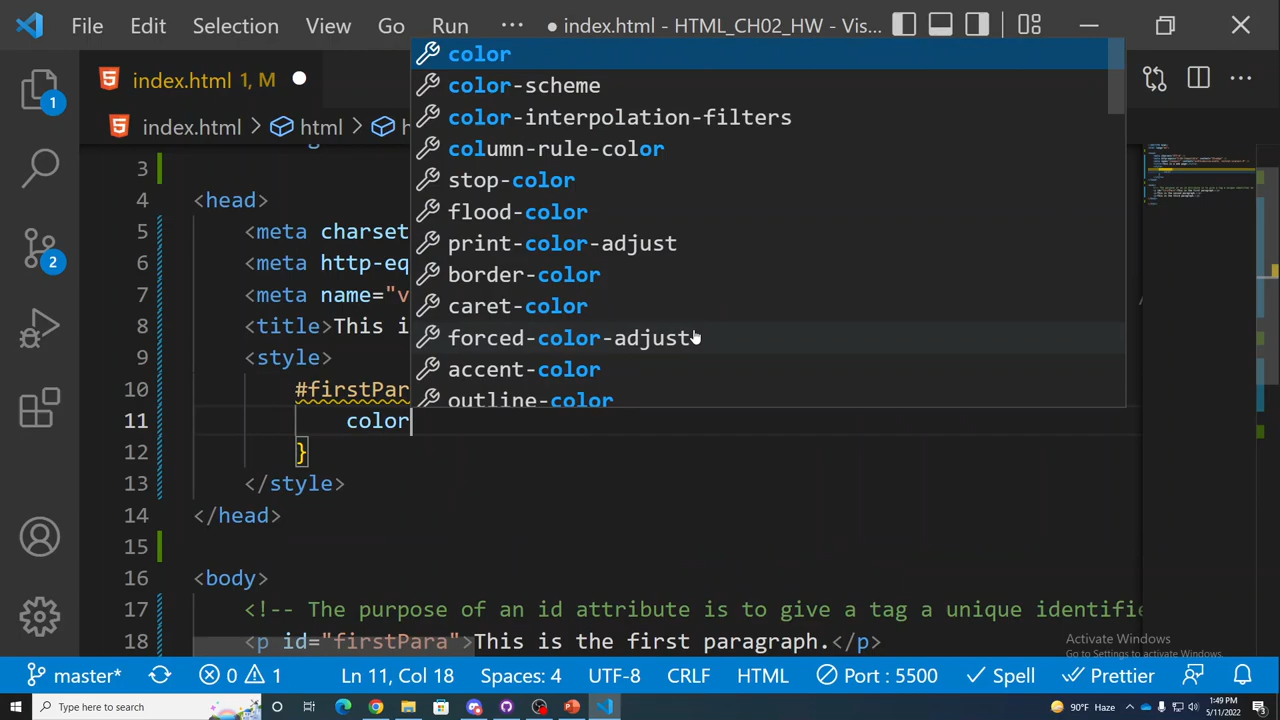 File Edit Selection View Go Run ··· ● index.html - HTML_CH02_HW - Vis...
index.html 1, M
index.html > html >
color
color-scheme
color-interpolation-filters
column-rule-color
stop-color
flood-color
print-color-adjust
border-color
caret-color
forced-color-adjust
accent-color
outline-color
3
4 <head>
5 <meta charset
6 <meta http-eq
7 <meta name="v
8 <title>This i
9 <style>
10 #firstPar
11 color
12 }
13 </style>
14 </head>
15
16 <body>
17 <!-- The purpose of an id attribute is to give a tag a unique identifie
18 <p id="firstPara">This is the first paragraph.</p>
1
2
Activate Windows
Go to Settings to activate Windows.
master* 0 1 Ln 11, Col 18 Spaces: 4 UTF-8 CRLF HTML Port : 5500 Spell Prettier
Type here to search
90°F Haze
1:49 PM
5/11/2022
3